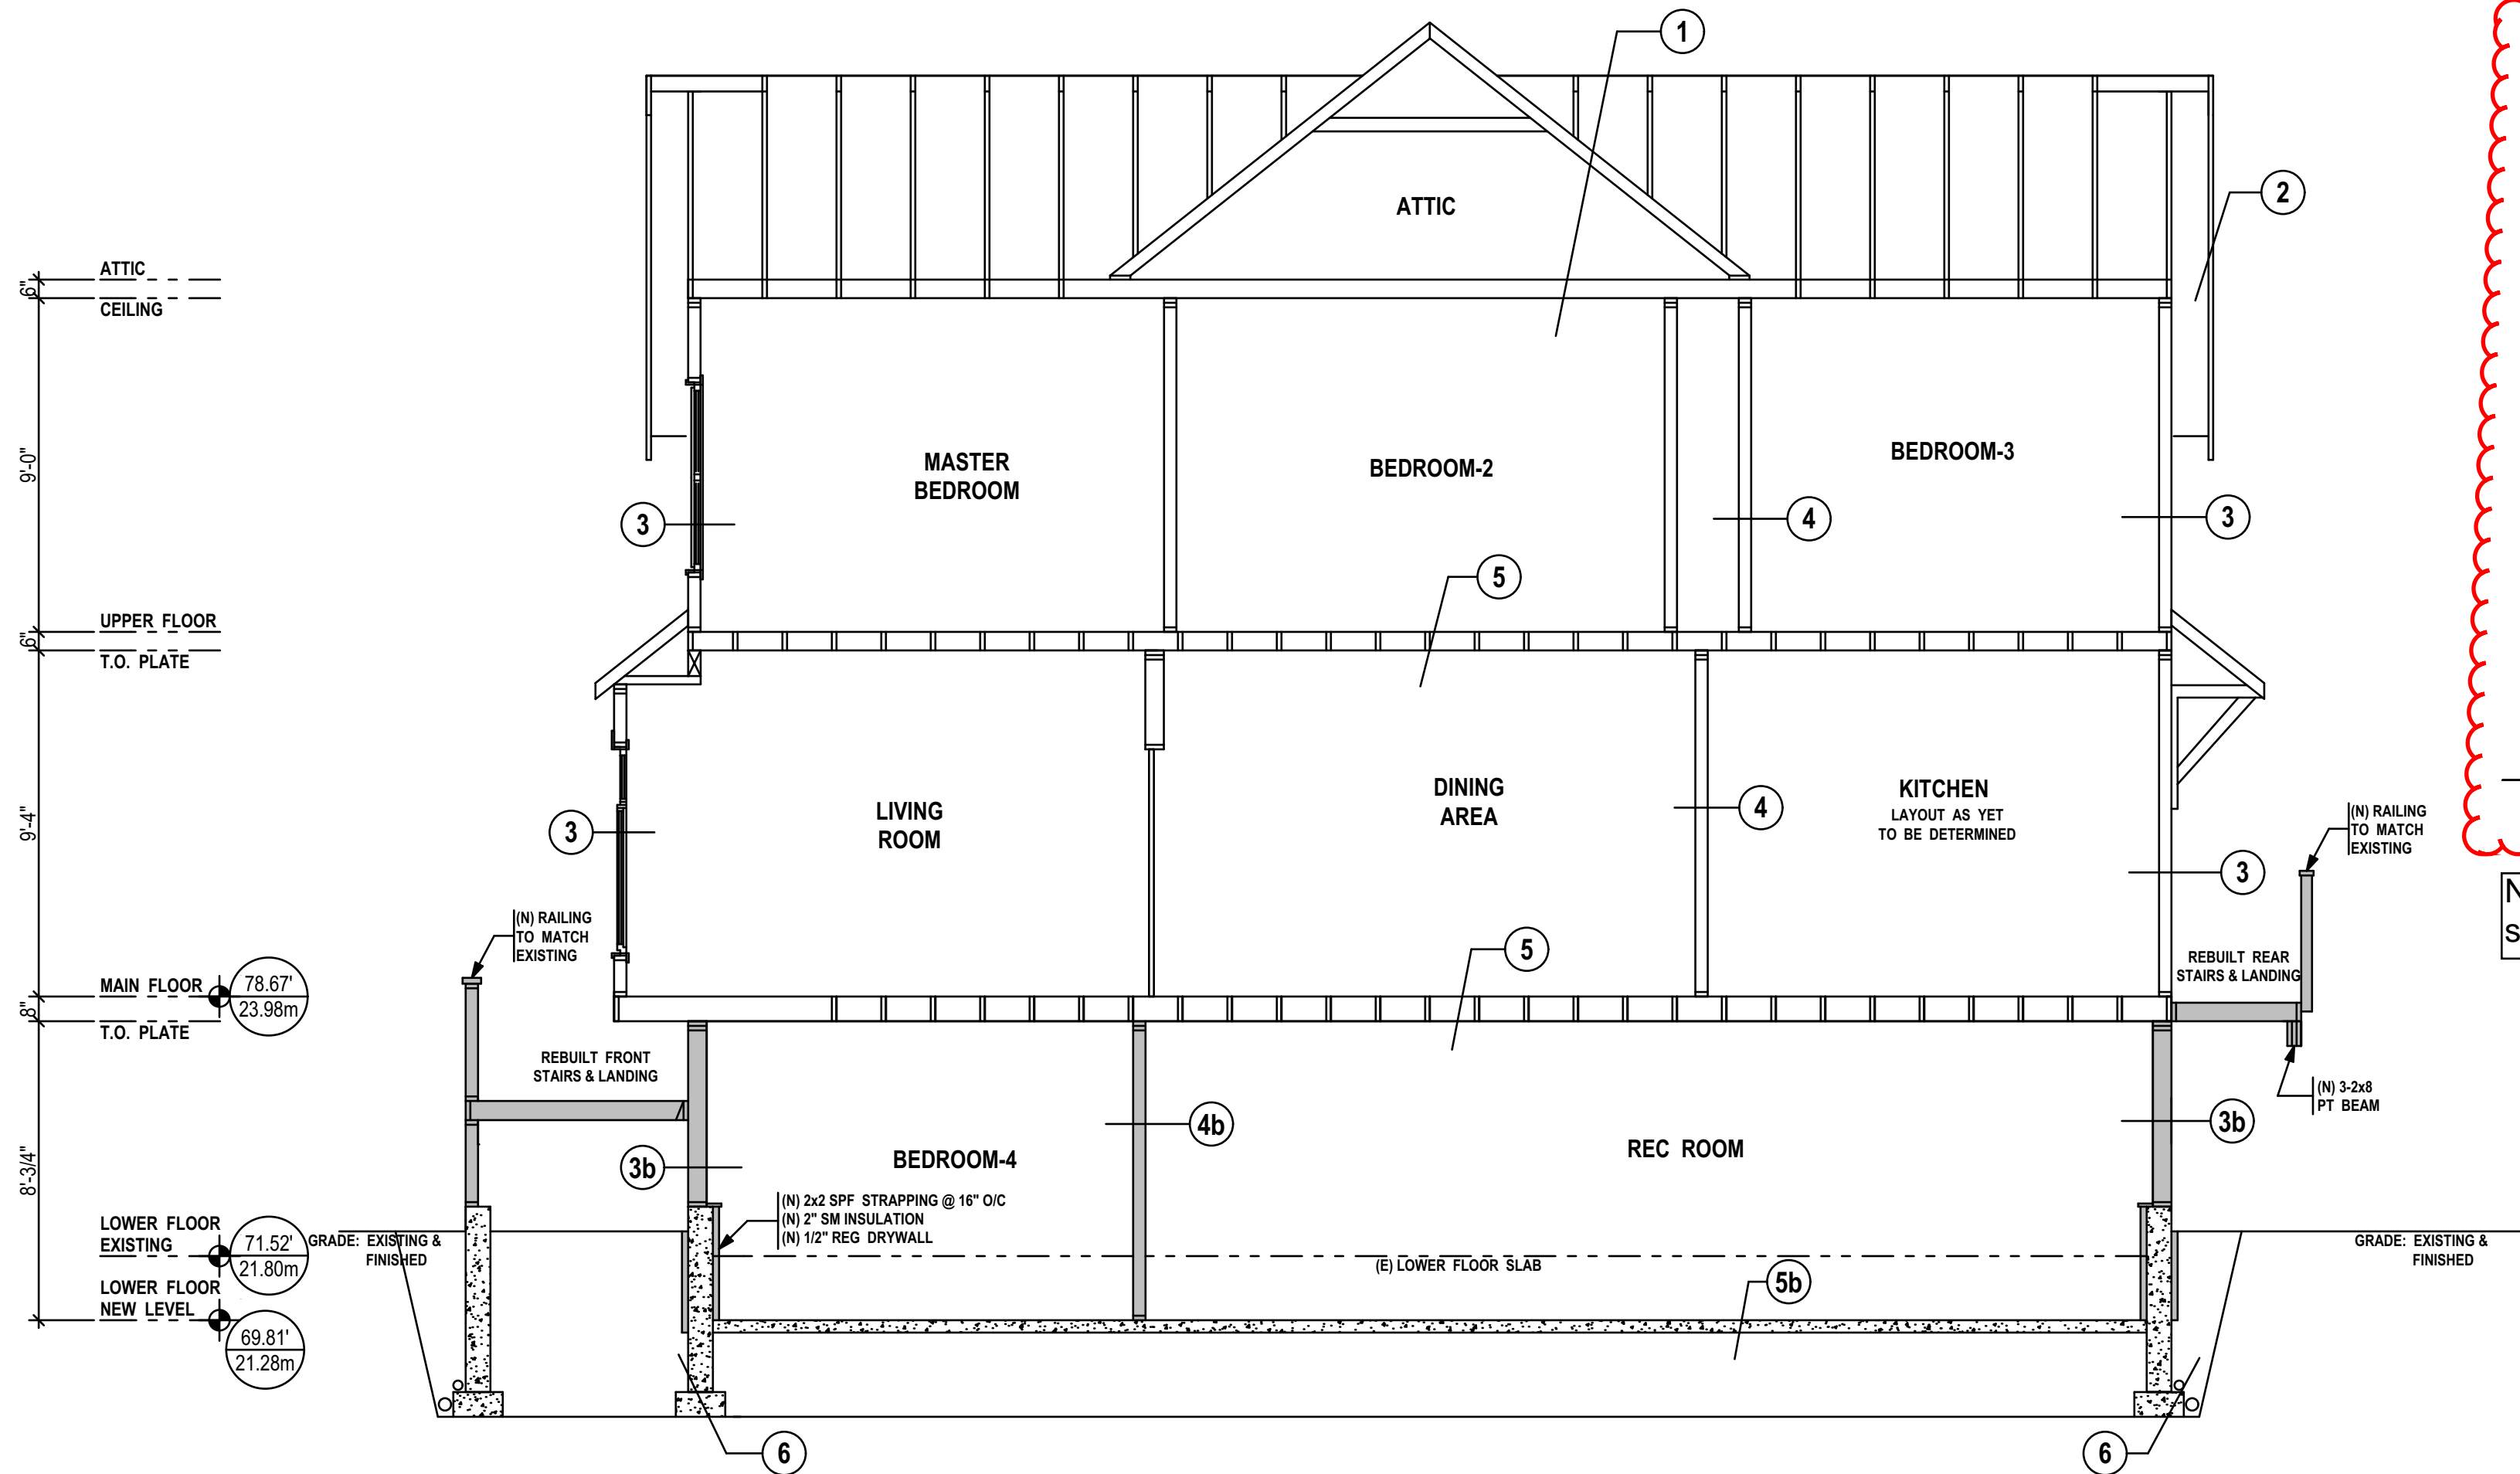 1
2
ATTIC
ATTIC
CEILING
6"
9'-0"
MASTER
BEDROOM
BEDROOM-2
BEDROOM-3
3
4
3
5
UPPER FLOOR
6"
T.O. PLATE
9'-4"
LIVING
ROOM
DINING
AREA
KITCHEN
LAYOUT AS YET
TO BE DETERMINED
3
4
3
5
(N) RAILING
TO MATCH
EXISTING
(N) RAILING
TO MATCH
EXISTING
REBUILT REAR
STAIRS & LANDING
MAIN FLOOR
78.67'
23.98m
8"
T.O. PLATE
REBUILT FRONT
STAIRS & LANDING
(N) 3-2x8
PT BEAM
8'-3/4"
3b
4b
3b
BEDROOM-4
REC ROOM
(N) 2x2 SPF STRAPPING @ 16" O/C
(N) 2" SM INSULATION
(N) 1/2" REG DRYWALL
LOWER FLOOR
EXISTING
71.52'
21.80m
GRADE: EXISTING &
FINISHED
(E) LOWER FLOOR SLAB
GRADE: EXISTING &
FINISHED
5b
LOWER FLOOR
NEW LEVEL
69.81'
21.28m
6
6